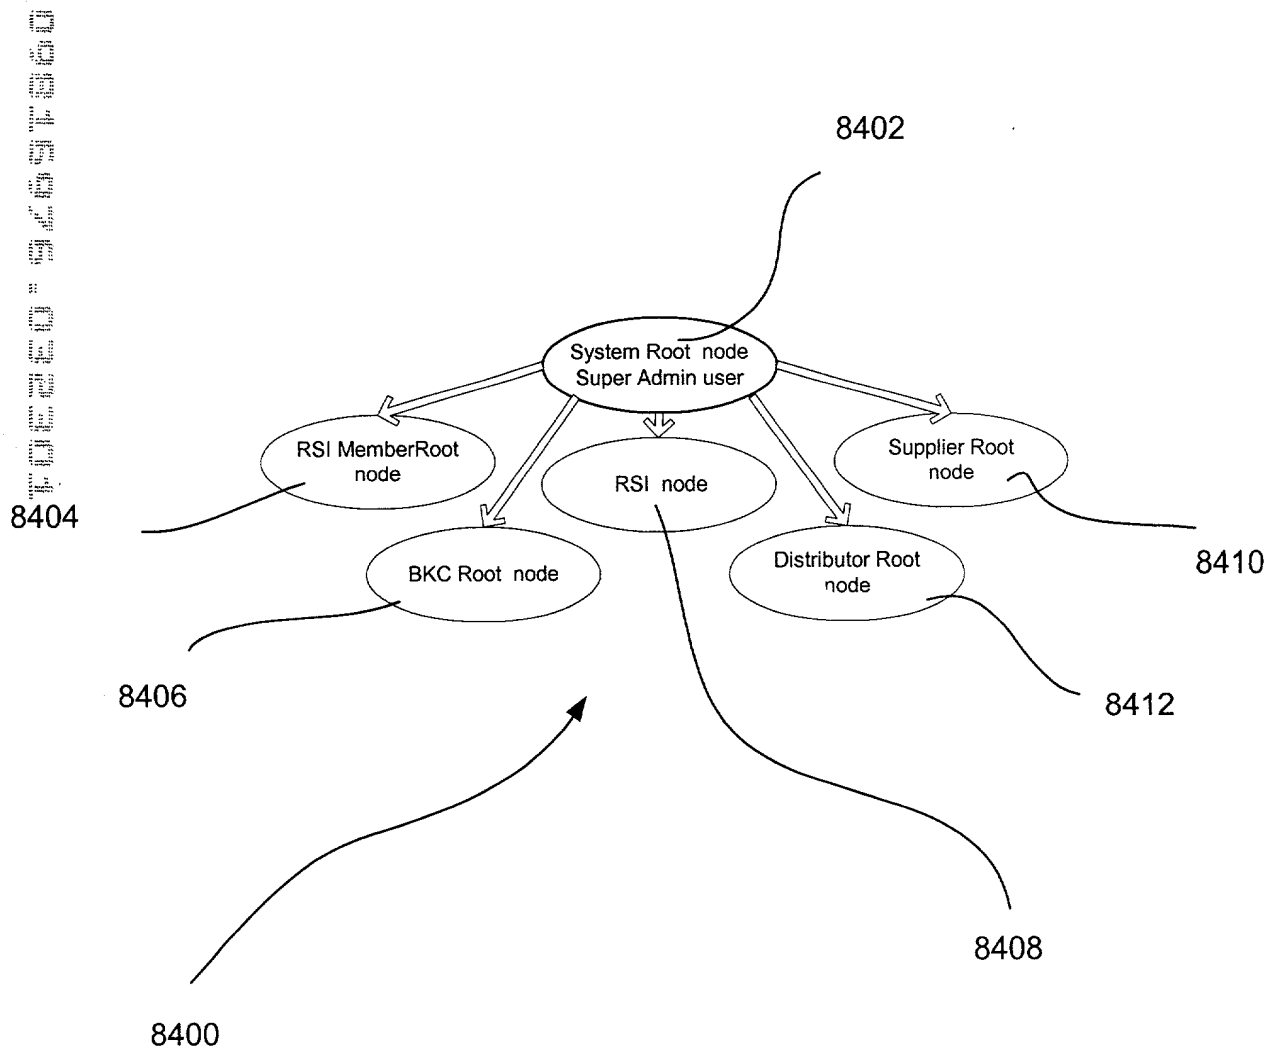 8402
System Root node
Super Admin user
RSI MemberRoot
node
Supplier Root
node
RSI node
8404
BKC Root node
Distributor Root
node
8410
8406
8412
8408
8400